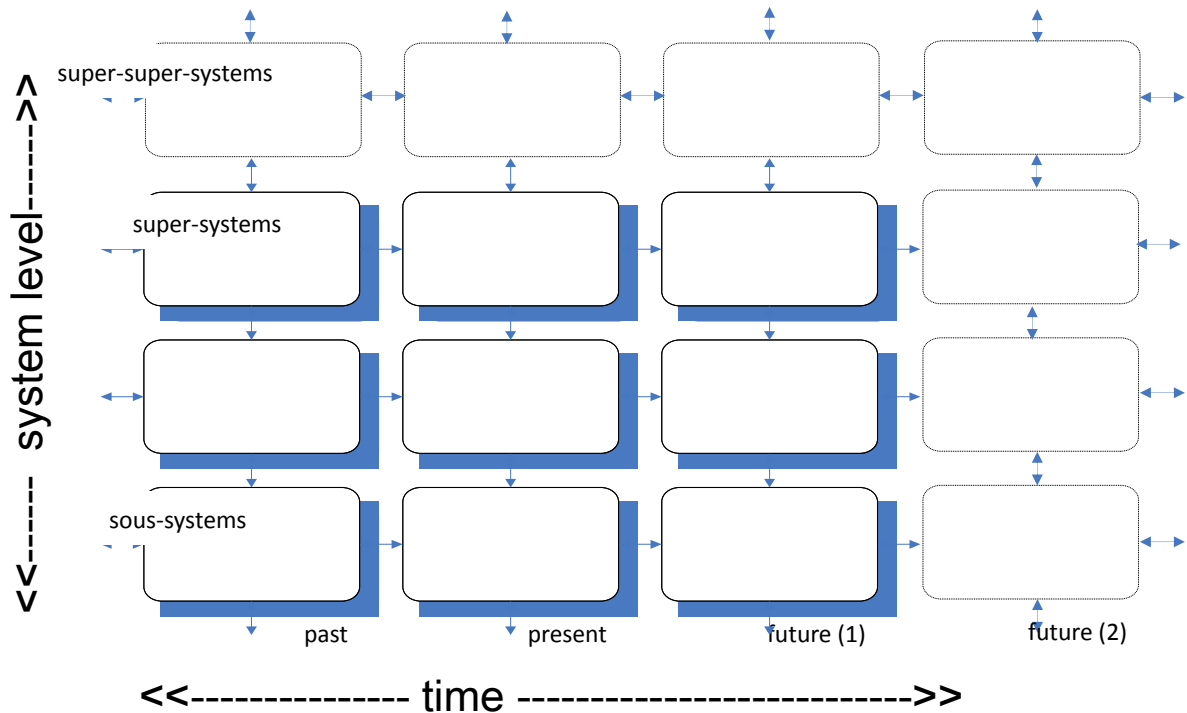 super-super-systems
super-systems
sous-systems
past present future (1) future (2)
<<------ system level------->>
<<---------------- time ----------------------------->>